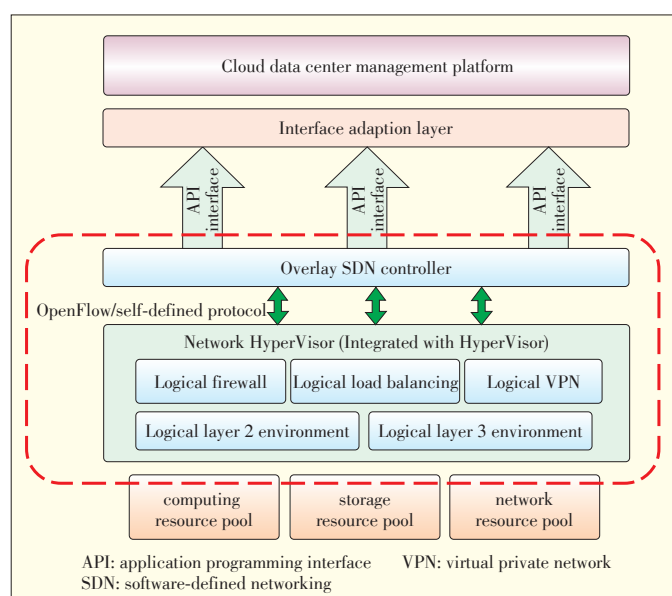 Cloud data center management platform
Interface adaption layer
API
interface
API
interface
API
interface
Overlay SDN controller
OpenFlow/self-defined protocol
Network HyperVisor (Integrated with HyperVisor)
Logical firewall
Logical load balancing
Logical VPN
Logical layer 2 environment
Logical layer 3 environment
computing
resource pool
storage
resource pool
network
resource pool
API: application programming interface
VPN: virtual private network
SDN: software-defined networking